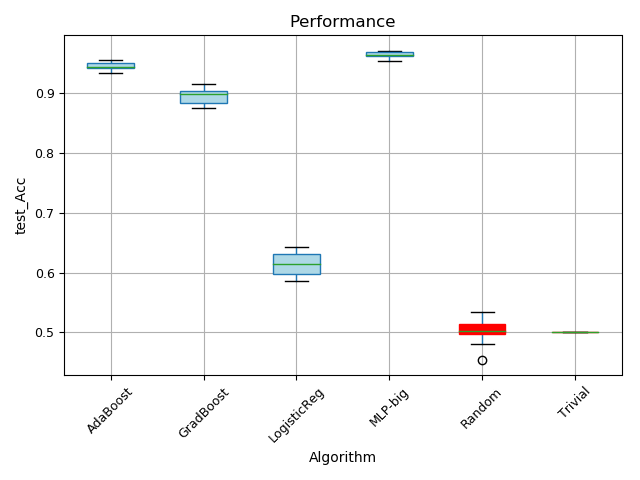 Performance
test_Acc
0.9
0.8
0.7
0.6
0.5
AdaBoost
GradBoost
LogisticReg
MLP-big
Random
Trivial
Algorithm